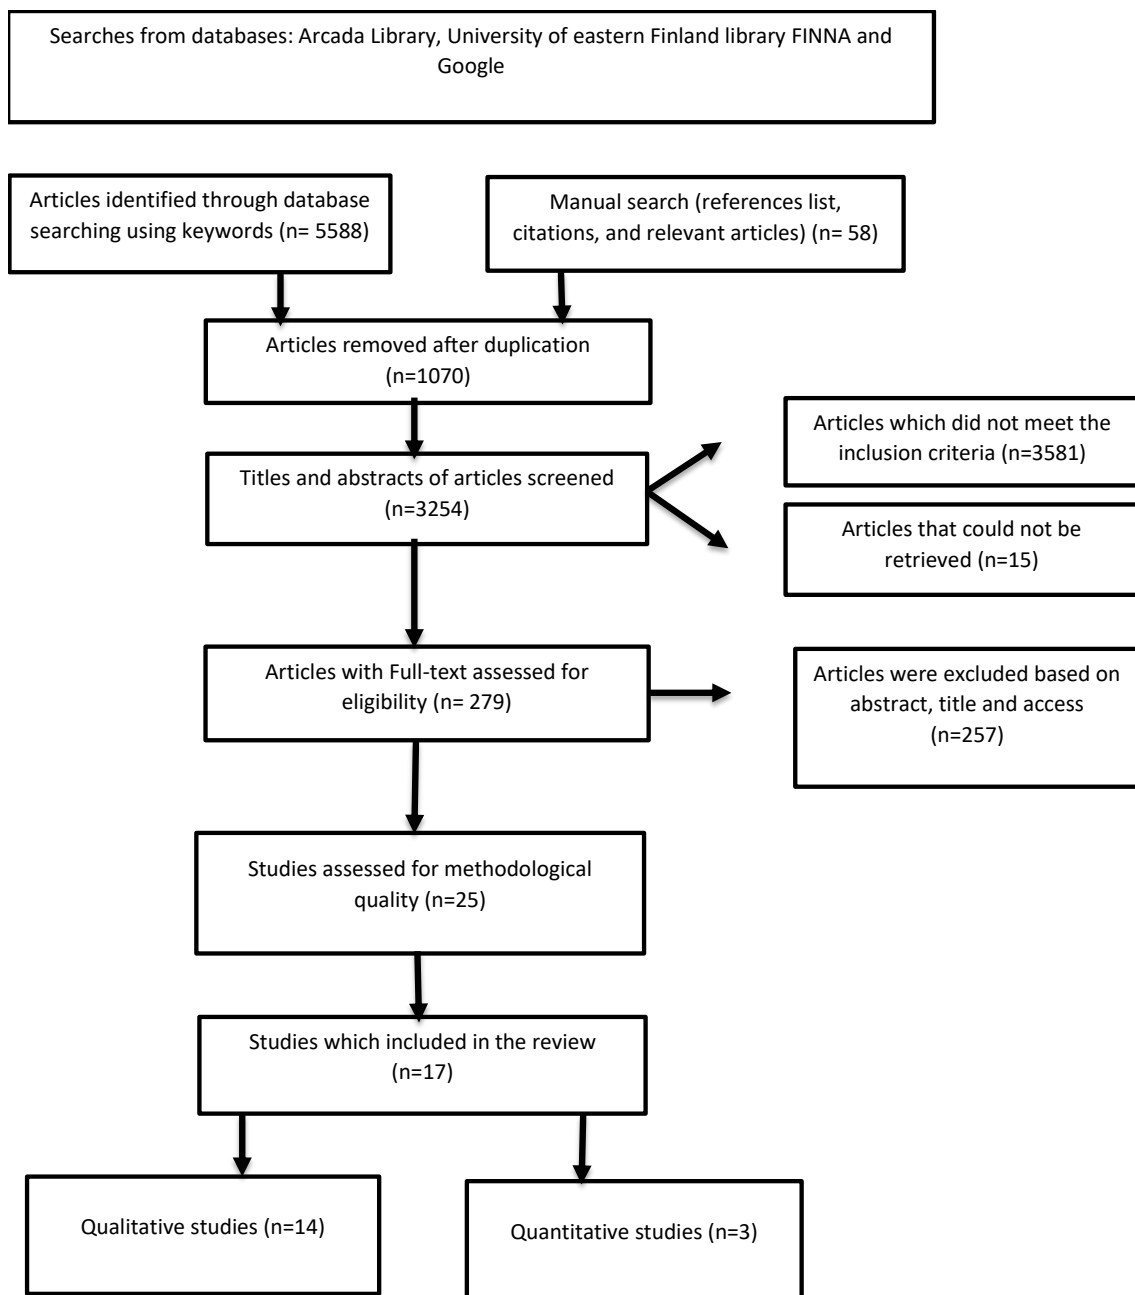 Searches from databases: Arcada Library, University of eastern Finland library FINNA and
Google
Articles identified through database
searching using keywords (n= 5588)
Manual search (references list,
citations, and relevant articles) (n= 58)
Articles removed after duplication
(n=1070)
Titles and abstracts of articles screened
(n=3254)
Articles which did not meet the
inclusion criteria (n=3581)
Articles that could not be
retrieved (n=15)
Articles with Full-text assessed for
eligibility (n= 279)
Articles were excluded based on
abstract, title and access
(n=257)
Studies assessed for methodological
quality (n=25)
Studies which included in the review
(n=17)
Qualitative studies (n=14)
Quantitative studies (n=3)